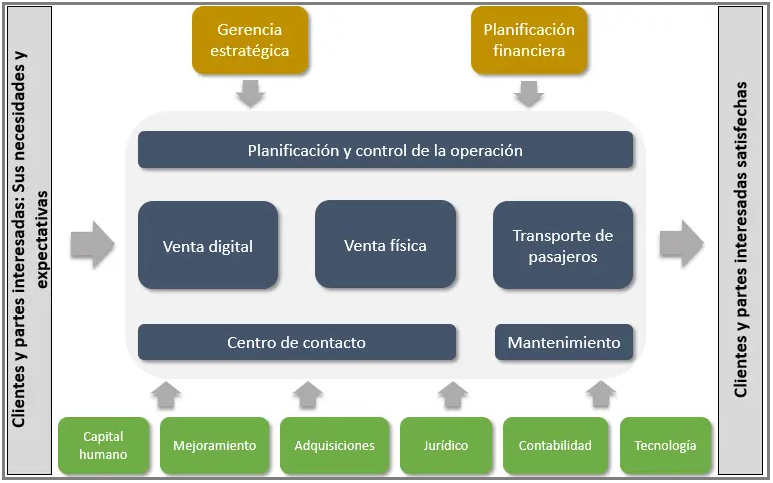 Clientes y partes interesadas: Sus necesidades y
expectativas
Gerencia
estratégica
Planificación
financiera
Planificación y control de la operación
Venta digital
Venta física
Transporte de
pasajeros
Centro de contacto
Mantenimiento
Capital
humano
Mejoramiento
Adquisiciones
Jurídico
Contabilidad
Tecnología
Clientes y partes interesadas satisfechas